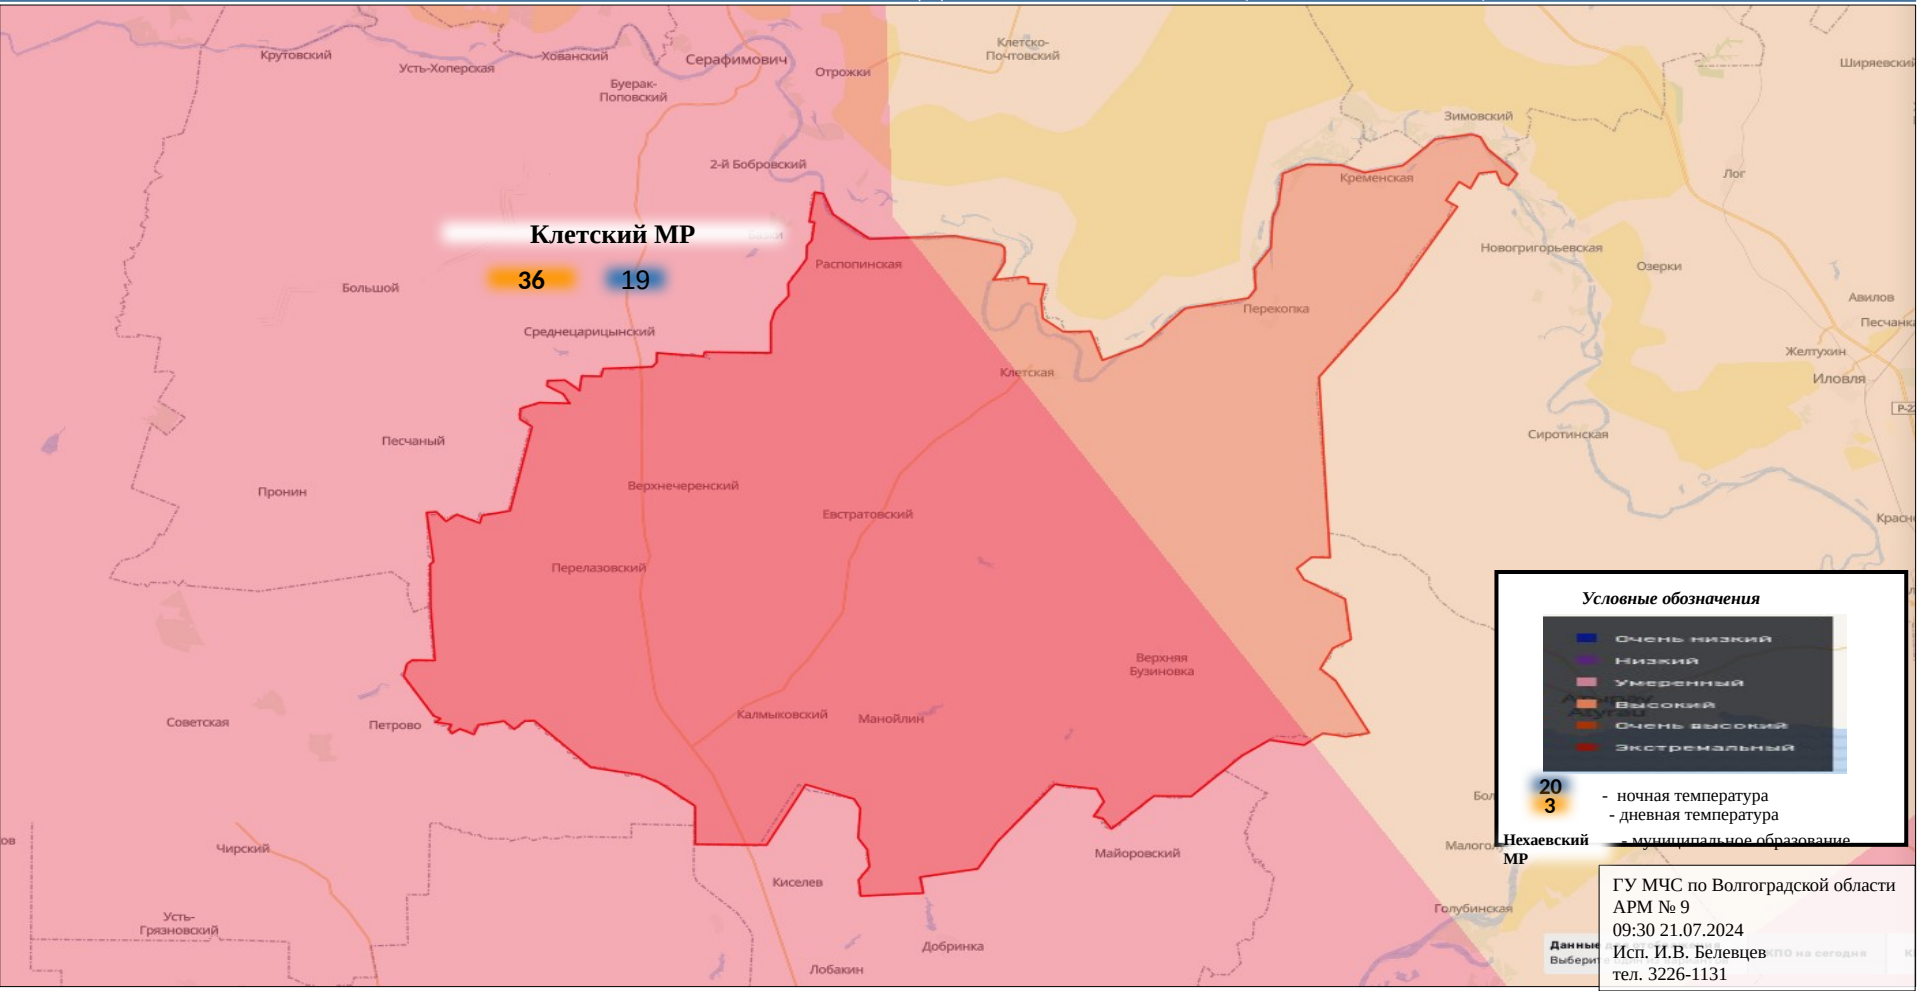 Крутовский
Усть-Хоперская
Хованский
Буерак-
Поповский
Серафимович
Отрожки
Клетско-
Почтовский
Ширяевский
Зимовский
2-й Бобровский
Кременская
Лог
Клетский МР
36 19
Распопинская
Новогригорьевская
Озерки
Большой
Среднецарицынский
Перекопка
Авилов
Песчанка
Желтухин
Иловля
Клетская
Песчаный
Сиротинская
Пронин
Верхнечеренский
Евстратовский
Перелазовский
Верхняя
Бузиновка
Советская
Петрово
Калмыковский
Манойлин
Чирский
Киселев
Майоровский
Усть-
Грязновский
Добринка
Лобакин
Голубинская
Условные обозначения
Очень низкий
Низкий
Умеренный
Высокий
Очень высокий
Экстремальный
20
3
- ночная температура
- дневная температура
Нехаевский
МР
- муниципальное образование
ГУ МЧС по Волгоградской области
АРМ № 9
09:30 21.07.2024
Исп. И.В. Белевцев
тел. 3226-1131
Данные
КПО на сегодня